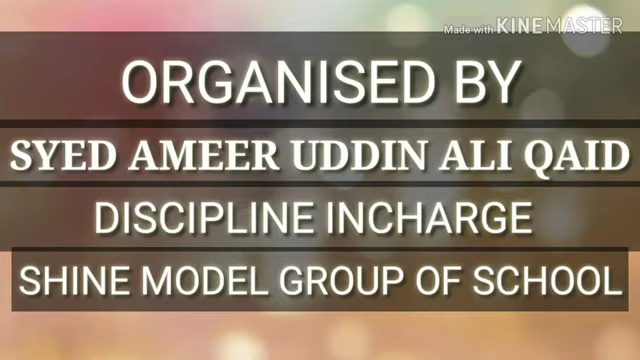 Made with KINEMASTER
ORGANISED BY
SYED AMEER UDDIN ALI QAID
DISCIPLINE INCHARGE
SHINE MODEL GROUP OF SCHOOL